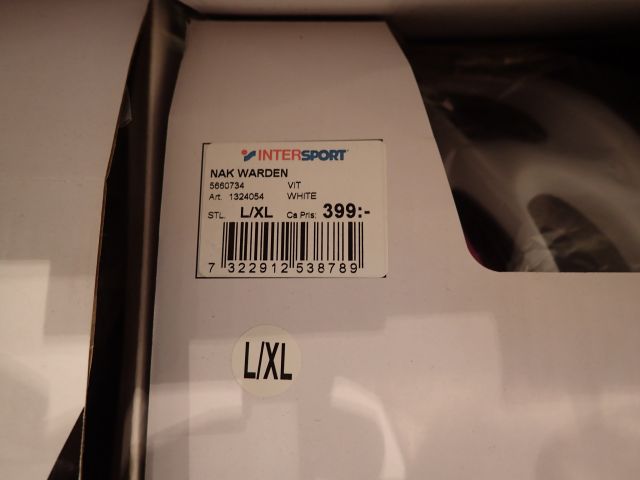 INTERSPORT
NAK WARDEN
5660734 VIT
Art. 1324054 WHITE
STL. L/XL Ca Pris: 399:-
7 322912 538789
L/XL